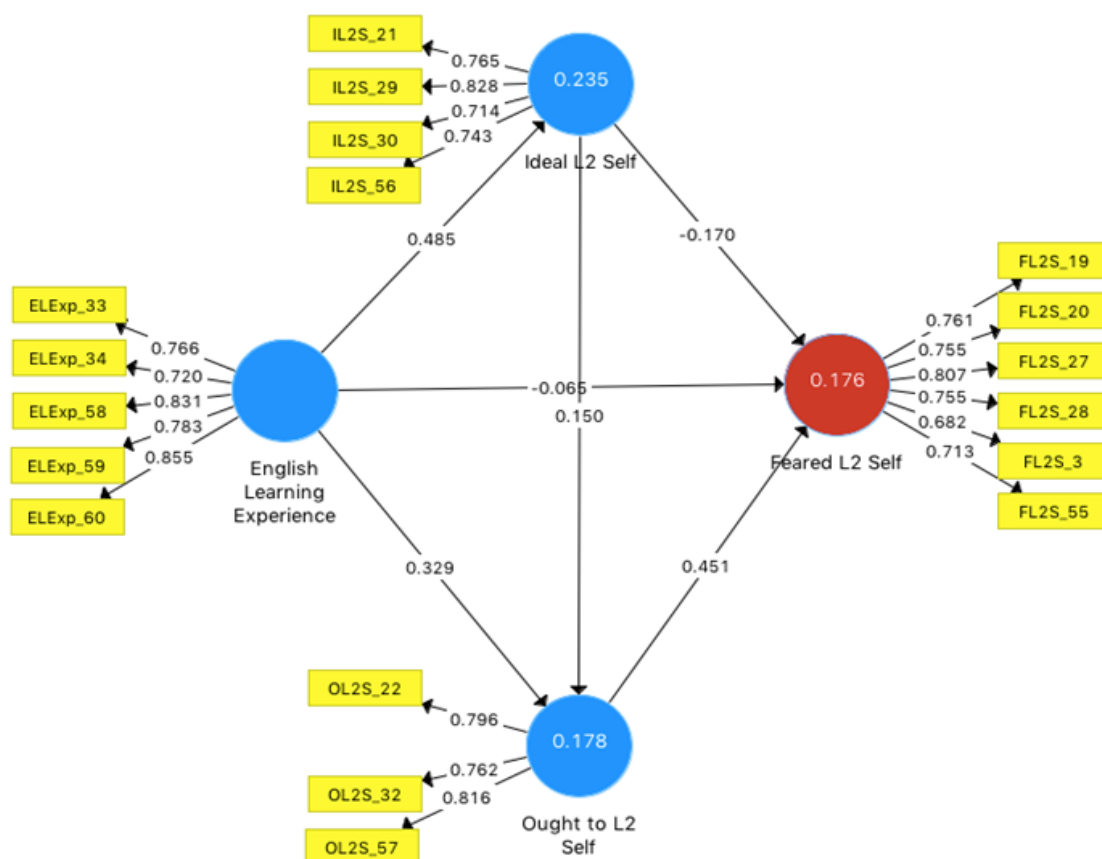 IL2S_21
IL2S_29
IL2S_30
IL2S_56
0.765
0.828
0.714
0.743
0.235
Ideal L2 Self
0.485
-0.170
ELExp_33
ELExp_34
ELExp_58
ELExp_59
ELExp_60
0.766
0.720
0.831
0.783
0.855
English
Learning
Experience
-0.065
0.150
0.176
Feared L2 Self
0.761
0.755
0.807
0.755
0.682
0.713
FL2S_19
FL2S_20
FL2S_27
FL2S_28
FL2S_3
FL2S_55
0.329
0.451
OL2S_22
OL2S_32
OL2S_57
0.796
0.762
0.816
0.178
Ought to L2
Self